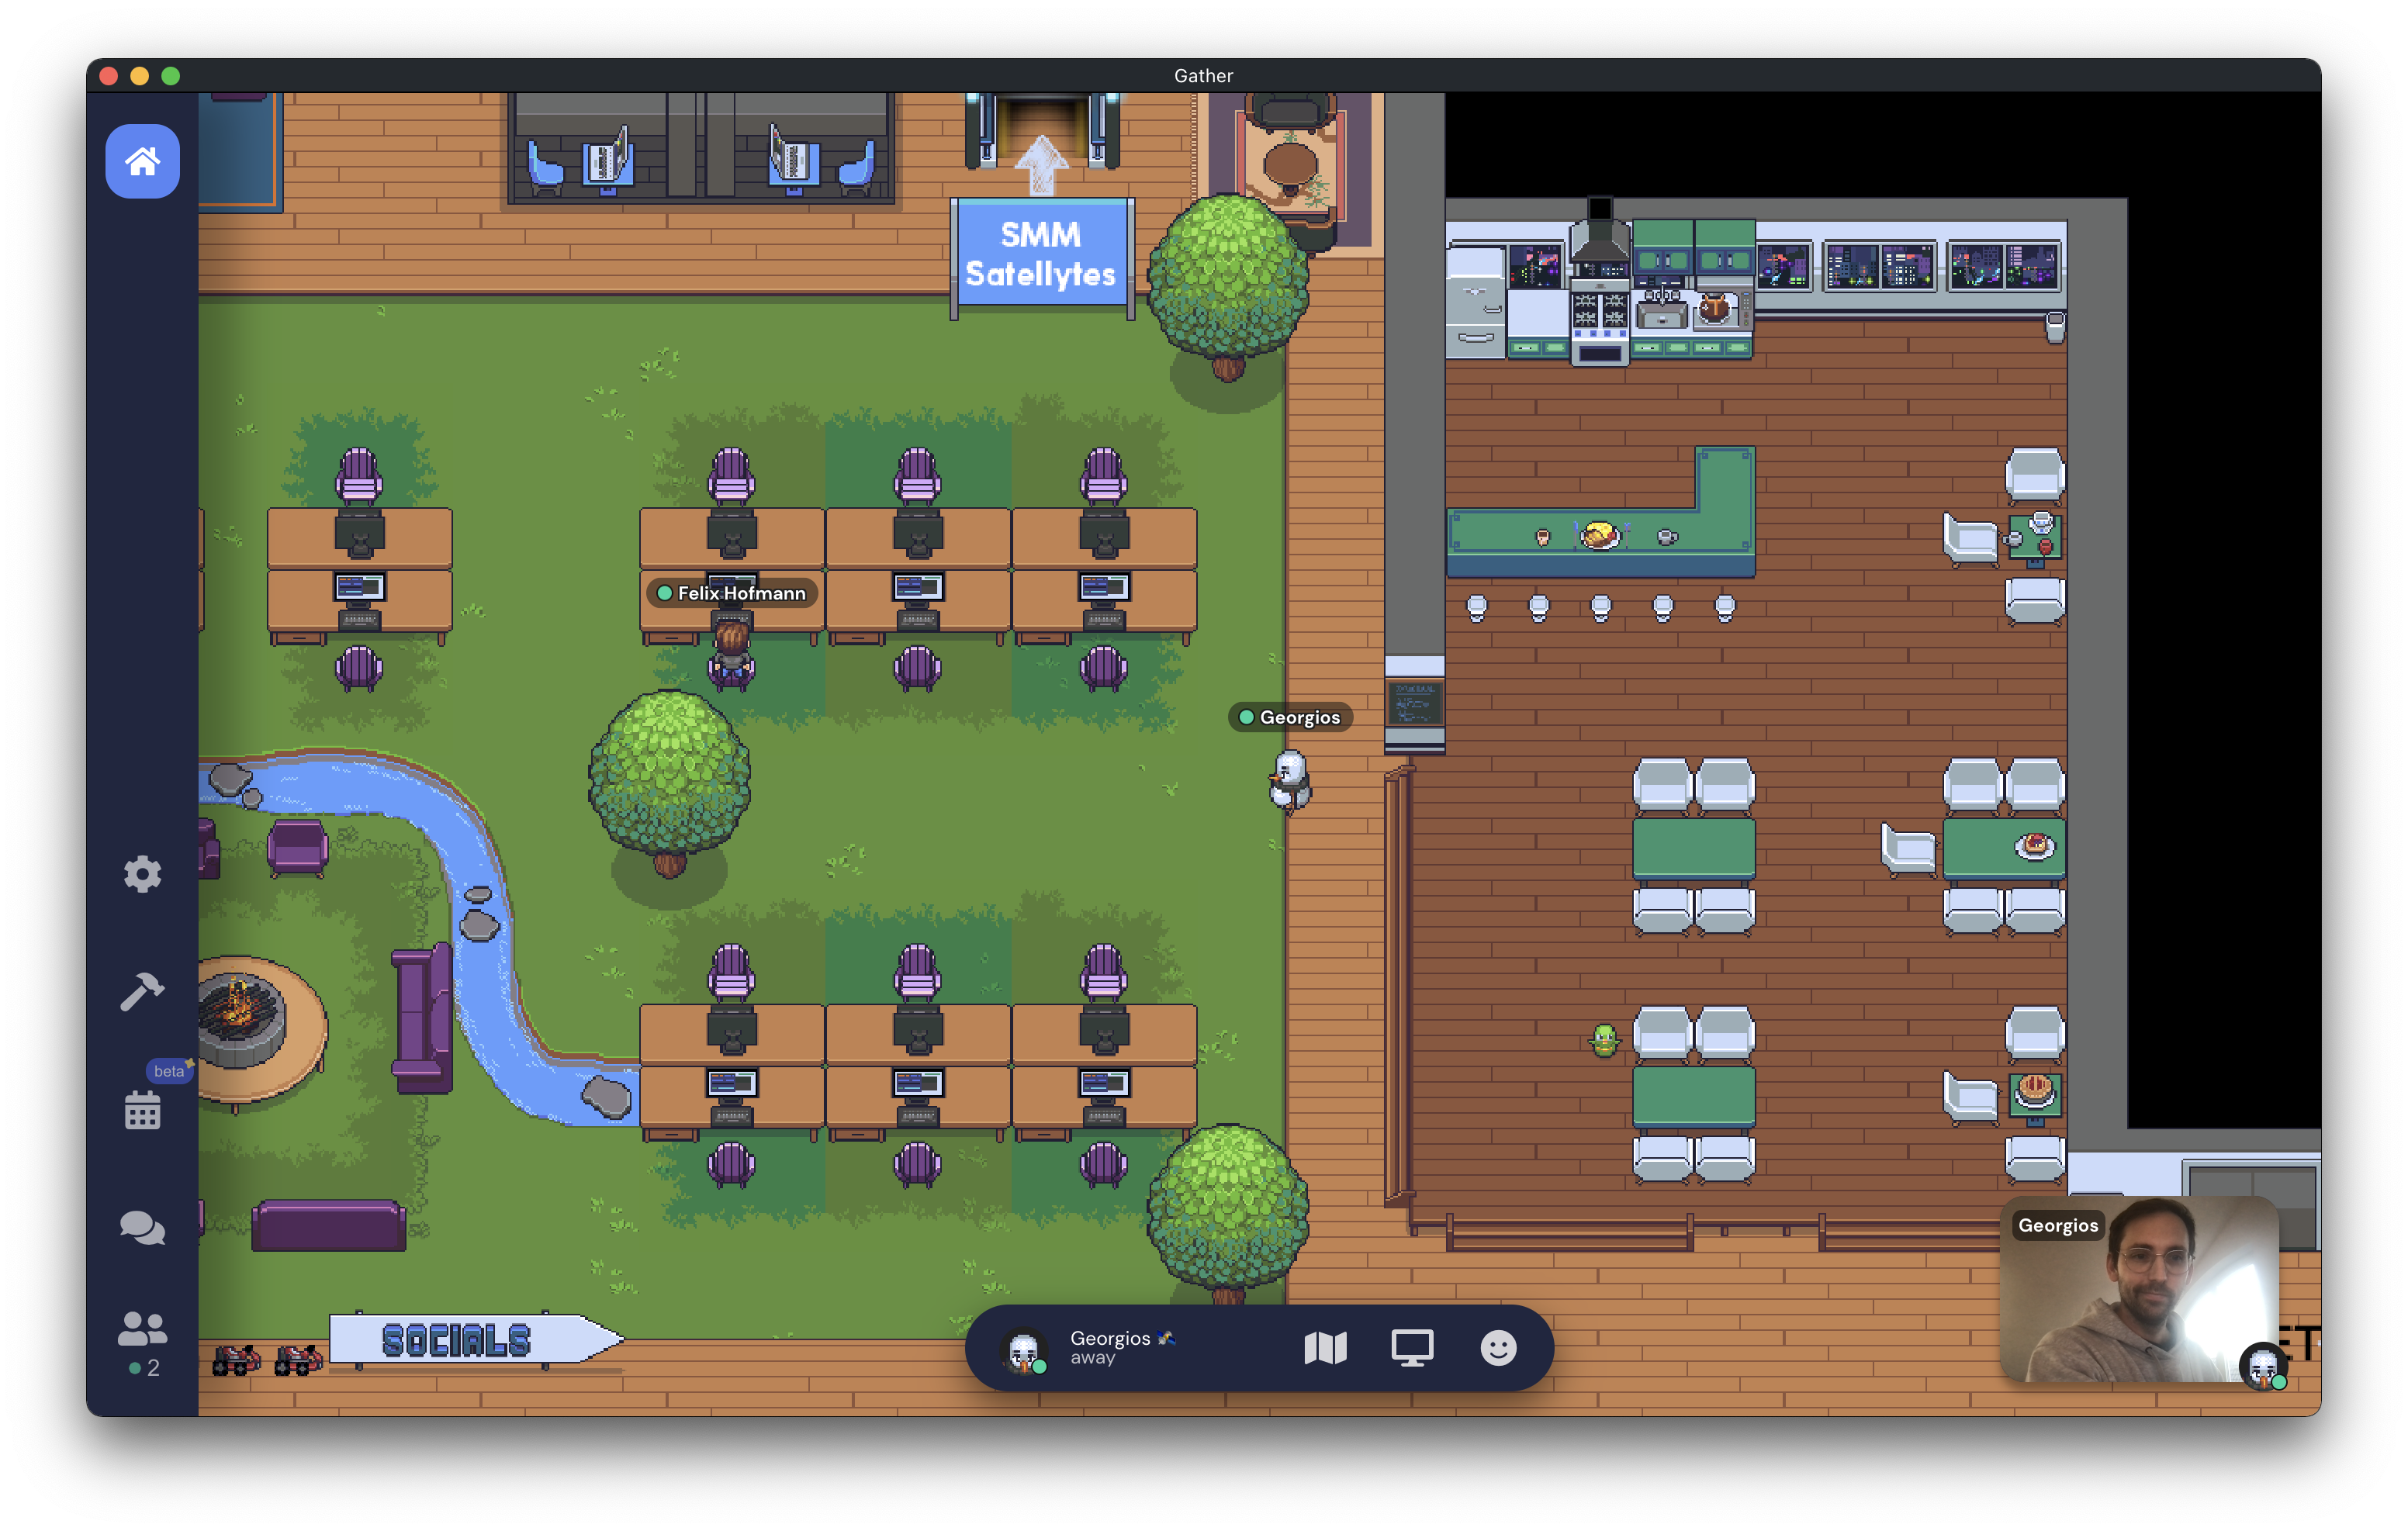 Gather
SMM
Satellytes
Felix Hofmann
Georgios
beta
SOCIALS
2
Georgios
away
Georgios